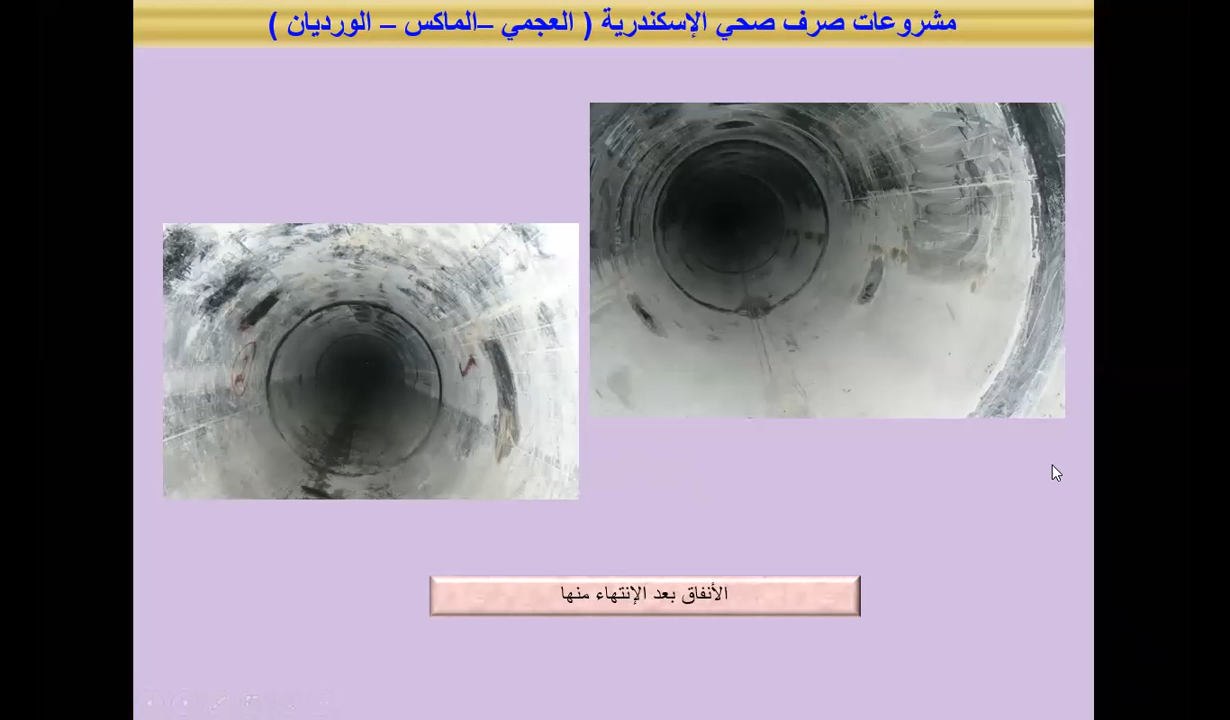 مشروعات صرف صحي الإسكندرية ( العجمي –الماكس – الورديان )
الأنفاق بعد الإنتهاء منها